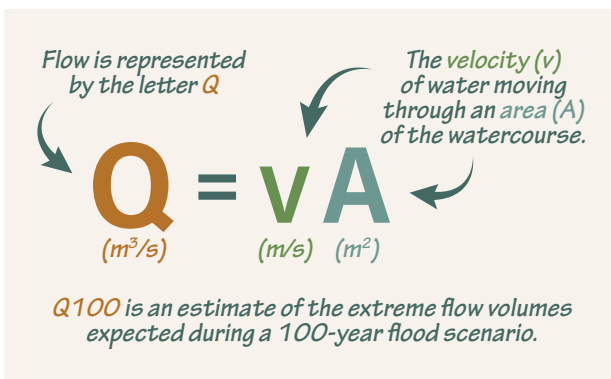 Flow is represented
by the letter Q
The velocity (v)
of water moving
through an area (A)
of the watercourse.
Q = vA
(m³/s) (m/s) (m²)
Q100 is an estimate of the extreme flow volumes
expected during a 100-year flood scenario.